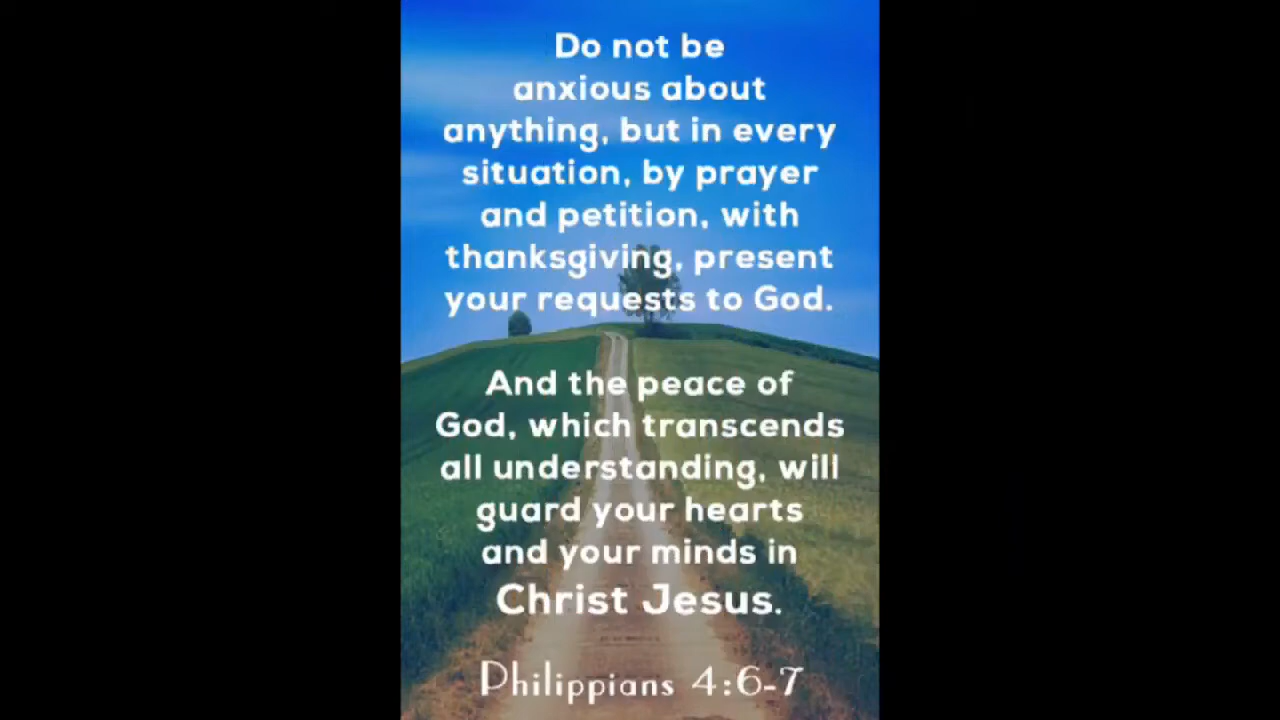 Do not be
anxious about
anything, but in every
situation, by prayer
and petition, with
thanksgiving, present
your requests to God.
And the peace of
God, which transcends
all understanding, will
guard your hearts
and your minds in
Christ Jesus.
Philippians 4:6-7